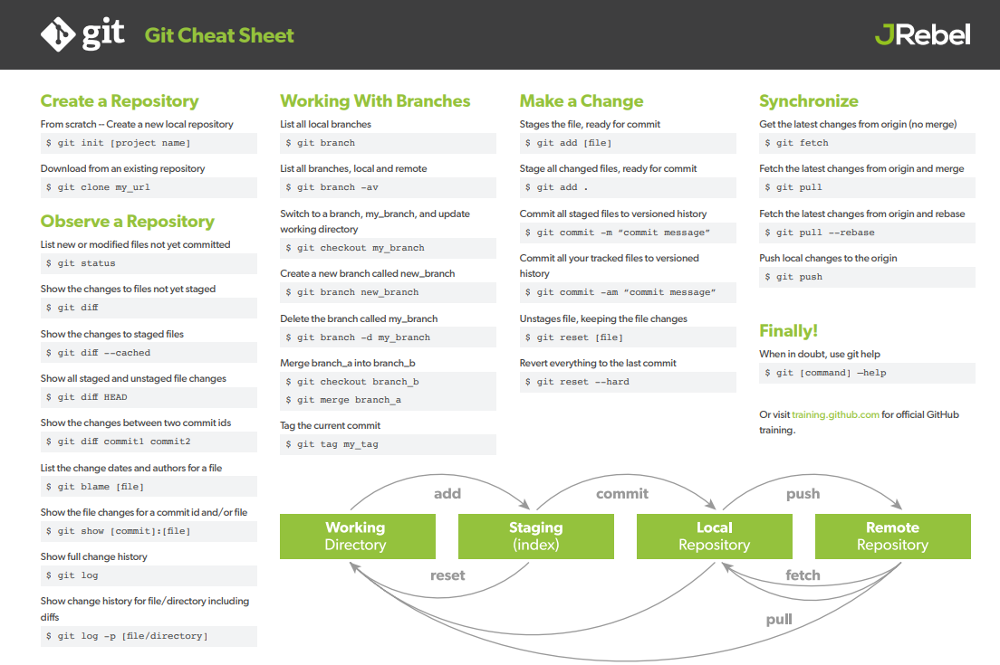 git Git Cheat Sheet
JRebel
Create a Repository
From scratch -- Create a new local repository
$ git init [project name]
Download from an existing repository
$ git clone my_url
Observe a Repository
List new or modified files not yet committed
$ git status
Show the changes to files not yet staged
$ git diff
Show the changes to staged files
$ git diff --cached
Show all staged and unstaged file changes
$ git diff HEAD
Show the changes between two commit ids
$ git diff commit1 commit2
List the change dates and authors for a file
$ git blame [file]
Show the file changes for a commit id and/or file
$ git show [commit]:[file]
Show full change history
$ git log
Show change history for file/directory including
diffs
$ git log -p [file/directory]
Working With Branches
List all local branches
$ git branch
List all branches, local and remote
$ git branch -av
Switch to a branch, my_branch, and update
working directory
$ git checkout my_branch
Create a new branch called new_branch
$ git branch new_branch
Delete the branch called my_branch
$ git branch -d my_branch
Merge branch_a into branch_b
$ git checkout branch_b
$ git merge branch_a
Tag the current commit
$ git tag my_tag
Make a Change
Stages the file, ready for commit
$ git add [file]
Stage all changed files, ready for commit
$ git add .
Commit all staged files to versioned history
$ git commit -m “commit message”
Commit all your tracked files to versioned
history
$ git commit -am “commit message”
Unstages file, keeping the file changes
$ git reset [file]
Revert everything to the last commit
$ git reset --hard
Synchronize
Get the latest changes from origin (no merge)
$ git fetch
Fetch the latest changes from origin and merge
$ git pull
Fetch the latest changes from origin and rebase
$ git pull --rebase
Push local changes to the origin
$ git push
Finally!
When in doubt, use git help
$ git [command] —help
Or visit training.github.com for official GitHub
training.
add
commit
push
Working
Directory
Staging
(index)
Local
Repository
Remote
Repository
reset
fetch
pull